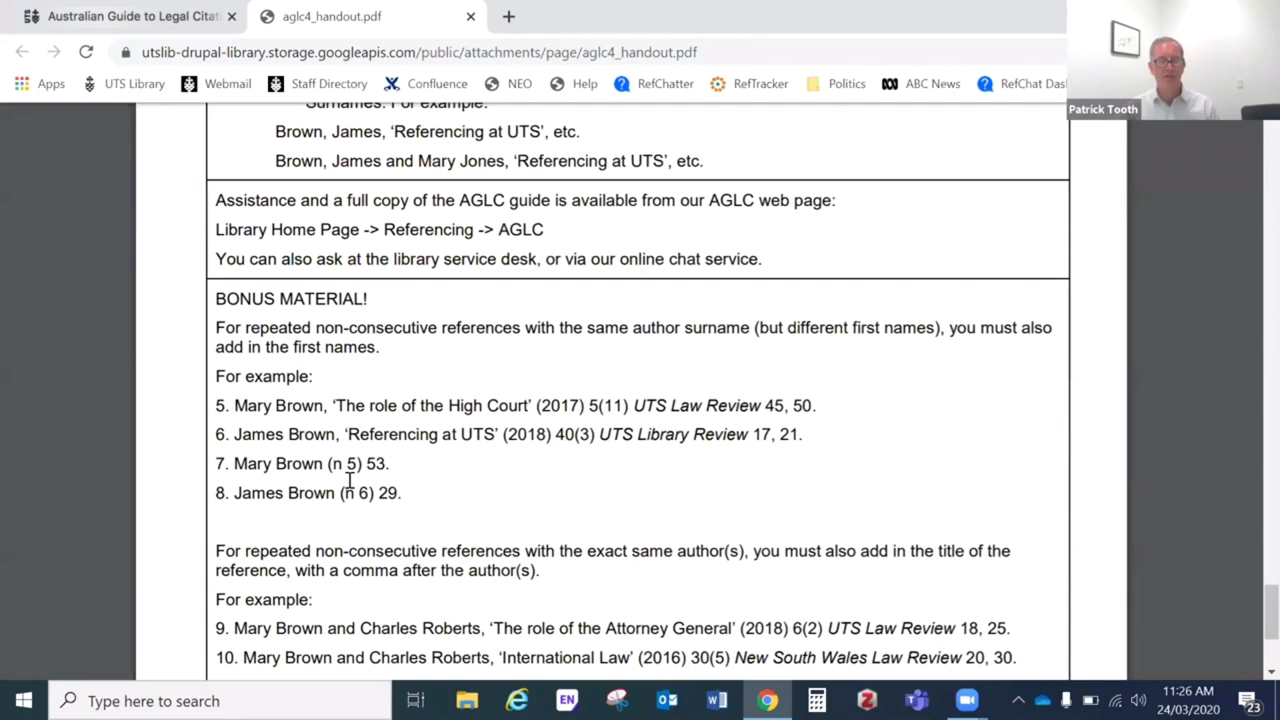 Australian Guide to Legal Citati
aglc4_handout.pdf
utslib-drupal-library.storage.googleapis.com/public/attachments/page/aglc4_handout.pdf
Apps
UTS Library
Webmail
Staff Directory
Confluence
NEO
Help
RefChatter
RefTracker
Politics
ABC News
RefChat Dash
Patrick Tooth
Surnames. For example:
Brown, James, ‘Referencing at UTS’, etc.
Brown, James and Mary Jones, ‘Referencing at UTS’, etc.
Assistance and a full copy of the AGLC guide is available from our AGLC web page:
Library Home Page -> Referencing -> AGLC
You can also ask at the library service desk, or via our online chat service.
BONUS MATERIAL!
For repeated non-consecutive references with the same author surname (but different first names), you must also
add in the first names.
For example:
5. Mary Brown, ‘The role of the High Court’ (2017) 5(11) UTS Law Review 45, 50.
6. James Brown, ‘Referencing at UTS’ (2018) 40(3) UTS Library Review 17, 21.
7. Mary Brown (n 5) 53.
8. James Brown (n 6) 29.
For repeated non-consecutive references with the exact same author(s), you must also add in the title of the
reference, with a comma after the author(s).
For example:
9. Mary Brown and Charles Roberts, ‘The role of the Attorney General’ (2018) 6(2) UTS Law Review 18, 25.
10. Mary Brown and Charles Roberts, ‘International Law’ (2016) 30(5) New South Wales Law Review 20, 30.
Type here to search
EN
11:26 AM
24/03/2020
23